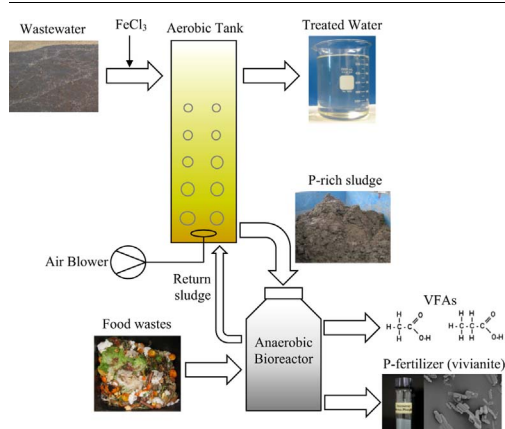 Wastewater
FeCl₃
Aerobic Tank
Treated Water
P-rich sludge
Air Blower
Return
sludge
VFAs
Food wastes
Anaerobic
Bioreactor
H O
H C C
H O-H
H H O
H C C C
H H O-H
P-fertilizer (vivianite)